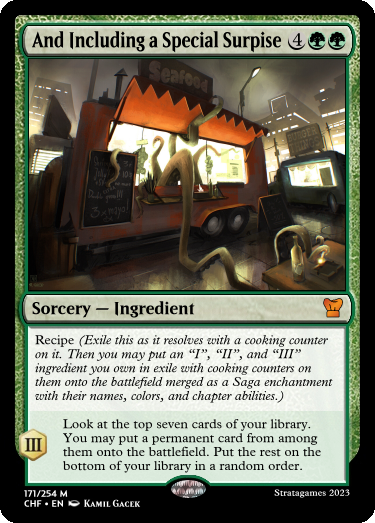 And Including a Special Surpise 4
Seafood
Sorcery — Ingredient
Recipe (Exile this as it resolves with a cooking counter
on it. Then you may put an “I”, “II”, and “III”
ingredient you own in exile with cooking counters on
them onto the battlefield merged as a Saga enchantment
with their names, colors, and chapter abilities.)
III
Look at the top seven cards of your library.
You may put a permanent card from among
them onto the battlefield. Put the rest on the
bottom of your library in a random order.
171/254 M
Stratagames 2023
CHF • EN Kamil Gacek